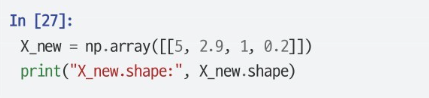 In [27]:
X_new = np.array([[5, 2.9, 1, 0.2]])
print("X_new.shape:", X_new.shape)